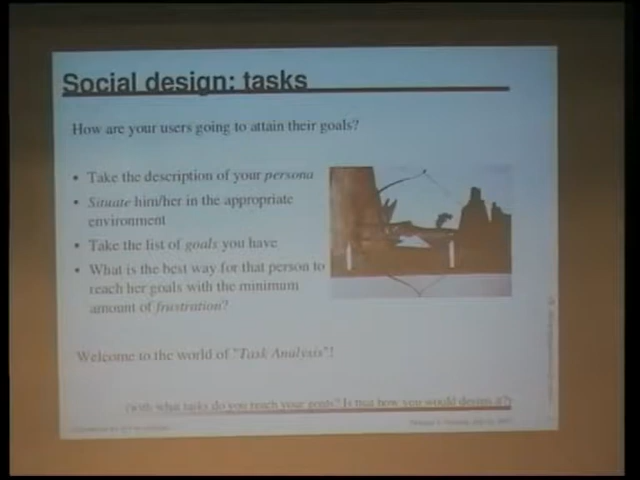 Social design: tasks
How are your users going to attain their goals?
• Take the description of your persona
• Situate him/her in the appropriate
environment
• Take the list of goals you have
• What is the best way for that person to
reach her goals with the minimum
amount of frustration?
Welcome to the world of "Task Analysis"!
(with what tasks do you reach your goals? Is that how you would design it?)